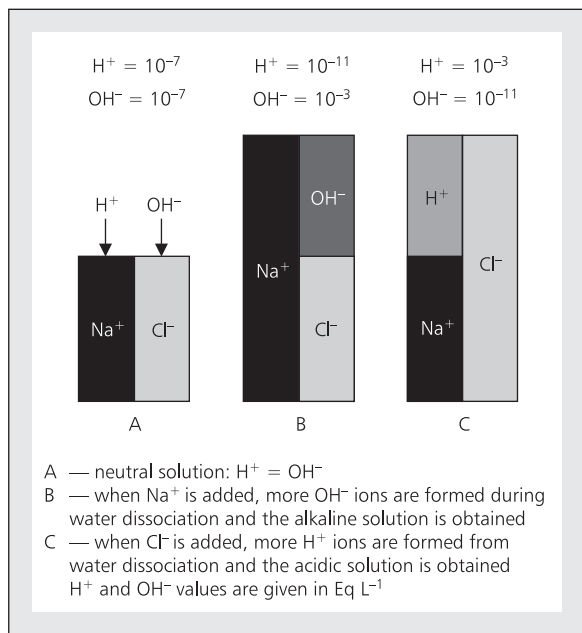 H⁺ = 10⁻⁷ H⁺ = 10⁻¹¹ H⁺ = 10⁻³
OH⁻ = 10⁻⁷ OH⁻ = 10⁻³ OH⁻ = 10⁻¹¹
H⁺ OH⁻
Na⁺ Cl⁻
OH⁻
Na⁺
Cl⁻
H⁺
Cl⁻
Na⁺
A B C
A — neutral solution: H⁺ = OH⁻
B — when Na⁺ is added, more OH⁻ ions are formed during
water dissociation and the alkaline solution is obtained
C — when Cl⁻ is added, more H⁺ ions are formed from
water dissociation and the acidic solution is obtained
H⁺ and OH⁻ values are given in Eq L⁻¹